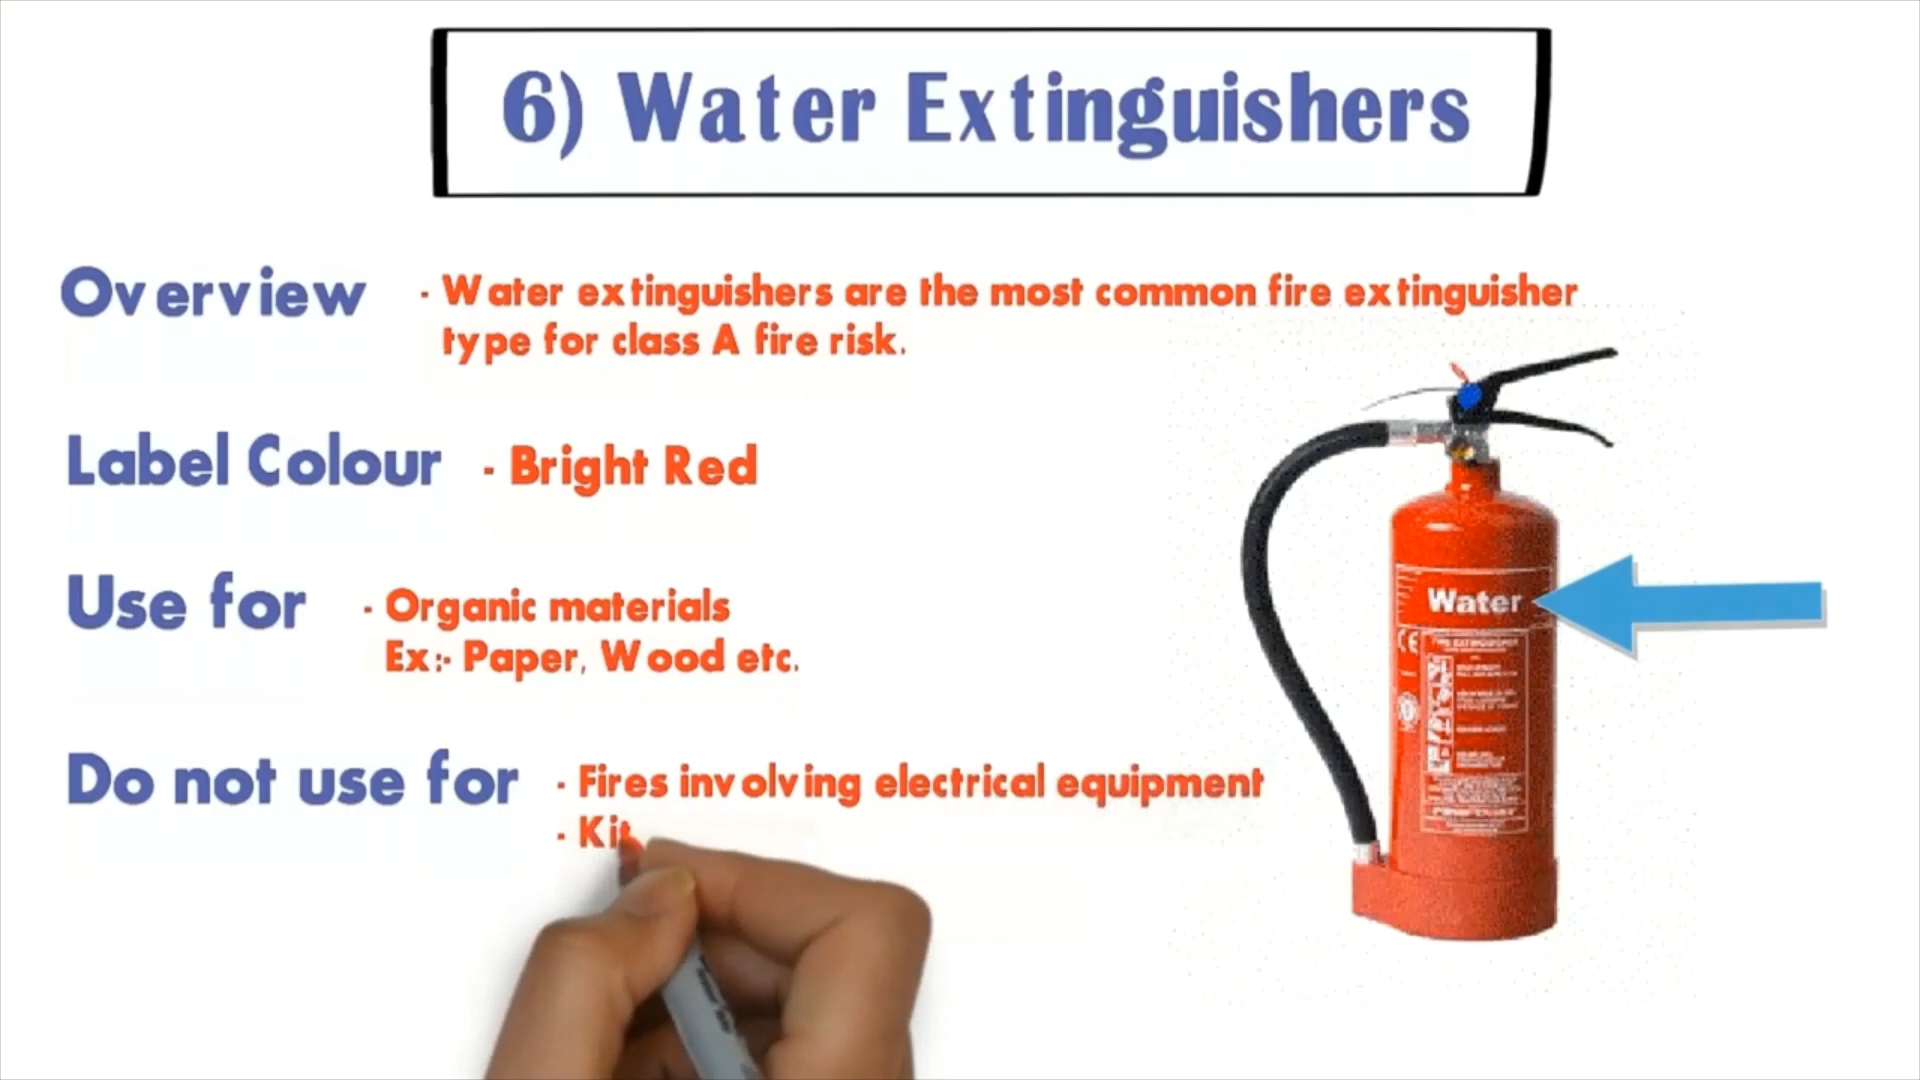 6) Water Extinguishers
Overview
- Water extinguishers are the most common fire extinguisher
type for class A fire risk.
Label Colour
- Bright Red
Use for
- Organic materials
Ex:- Paper, Wood etc.
Water
CE
Do not use for
- Fires involving electrical equipment
- Kit